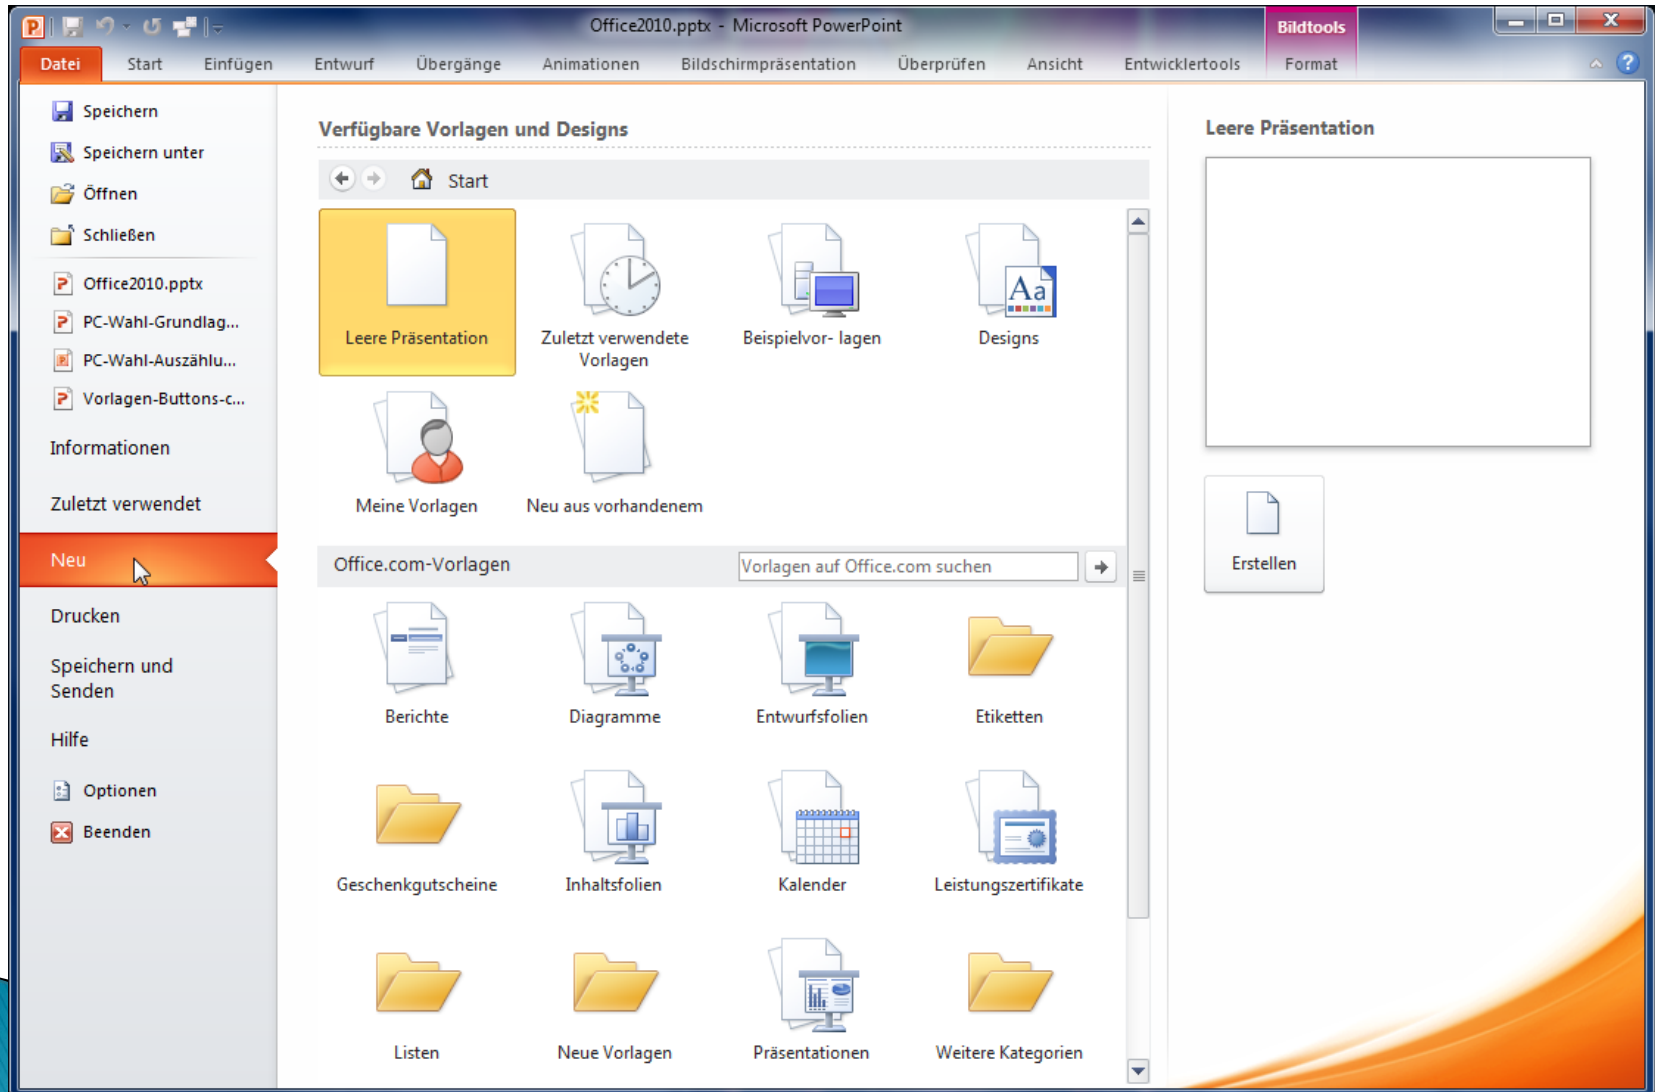 Office2010.pptx - Microsoft PowerPoint
Bildtools
Datei Start Einfügen Entwurf Übergänge Animationen Bildschirmpräsentation Überprüfen Ansicht Entwicklertools Format
Speichern
Speichern unter
Öffnen
Schließen
Office2010.pptx
PC-Wahl-Grundlag...
PC-Wahl-Auszählu...
Vorlagen-Buttons-c...
Informationen
Zuletzt verwendet
Neu
Drucken
Speichern und
Senden
Hilfe
Optionen
Beenden
Verfügbare Vorlagen und Designs
Start
Leere Präsentation
Zuletzt verwendete
Vorlagen
Beispielvor- lagen
Aa
Designs
Meine Vorlagen
Neu aus vorhandenem
Office.com-Vorlagen
Vorlagen auf Office.com suchen
Berichte
Diagramme
Entwurfsfolien
Etiketten
Geschenkgutscheine
Inhaltsfolien
Kalender
Leistungszertifikate
Listen
Neue Vorlagen
Präsentationen
Weitere Kategorien
Leere Präsentation
Erstellen